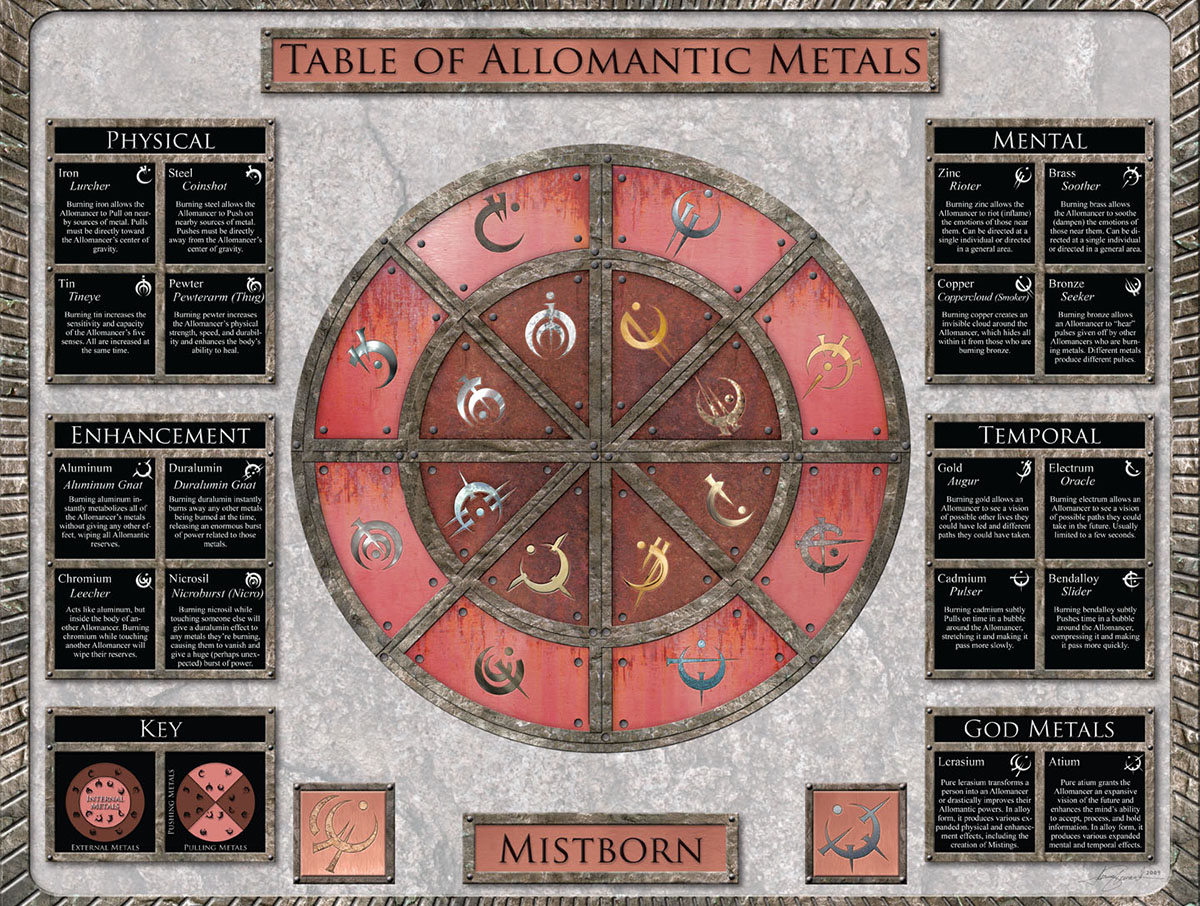 TABLE OF ALLOMANTIC METALS
PHYSICAL
Iron
Lurcher
Burning iron allows the
Allomancer to Pull on near-
by sources of metal. Pulls
must be directly toward
the Allomancer's center of
gravity.
Steel
Coinshot
Burning steel allows the
Allomancer to Push on
nearby sources of metal.
Pushes must be directly
away from the Allomancer's
center of gravity.
Tin
Tineye
Burning tin increases the
sensitivity and capacity
of the Allomancer's five
senses. All are increased at
the same time.
Pewter
Pewterarm (Thug)
Burning pewter increases
the Allomancer's physical
strength, speed, and durabil-
ity and enhances the body's
ability to heal.
MENTAL
Zinc
Rioter
Burning zinc allows the
Allomancer to riot (inflame)
the emotions of those near
them. Can be directed at a
single individual or directed
in a general area.
Brass
Soother
Burning brass allows
the Allomancer to soothe
(dampen) the emotions of
those near them. Can be di-
rected at a single individual
or directed in a general area.
Copper
Coppercloud (Smoker)
Burning copper creates an
invisible cloud around the
Allomancer, which hides all
within it from those who are
burning bronze.
Bronze
Seeker
Burning bronze allows
an Allomancer to "hear"
pulses given off by other
Allomancers who are burn-
ing metals. Different metals
produce different pulses.
ENHANCEMENT
Aluminum
Aluminum Gnat
Burning aluminum in-
stantly metabolizes all of
the Allomancer's metals
without giving any other ef-
fect, wiping all Allomantic
reserves.
Duralumin
Duralumin Gnat
Burning duralumin instantly
burns away any other metals
being burned at the time,
releasing an enormous burst
of power related to those
metals.
Chromium
Leecher
Acts like aluminum, but
inside the body of an-
other Allomancer. Burning
chromium while touching
another Allomancer will
wipe their reserves.
Nicrosil
Nicroburst (Nicro)
Burning nicrosil while
touching someone else will
give a duralumin effect to
any metals they're burning,
causing them to vanish and
give a huge (perhaps unex-
pected) burst of power.
TEMPORAL
Gold
Augur
Burning gold allows an
Allomancer to see a vision
of possible other lives they
could have led and different
paths they could have taken.
Electrum
Oracle
Burning electrum allows an
Allomancer to see a vision
of possible paths they could
take in the future. Usually
limited to a few seconds.
Cadmium
Pulser
Burning cadmium subtly
Pulls on time in a bubble
around the Allomancer,
stretching it and making it
pass more slowly.
Bendalloy
Slider
Burning bendalloy subtly
Pushes time in a bubble
around the Allomancer,
compressing it and making
it pass more quickly.
KEY
INTERNAL
METALS
EXTERNAL METALS
PUSHING METALS
PULLING METALS
GOD METALS
Lerasium
Pure lerasium transforms a
person into an Allomancer
or drastically improves their
Allomantic powers. In alloy
form, it produces various ex-
panded physical and enhance-
ment effects, including the
creation of Mistings.
Atium
Pure atium grants the
Allomancer an expansive
vision of the future and
enhances the mind's ability
to accept, process, and hold
information. In alloy form, it
produces various expanded
mental and temporal effects.
MISTBORN
2009